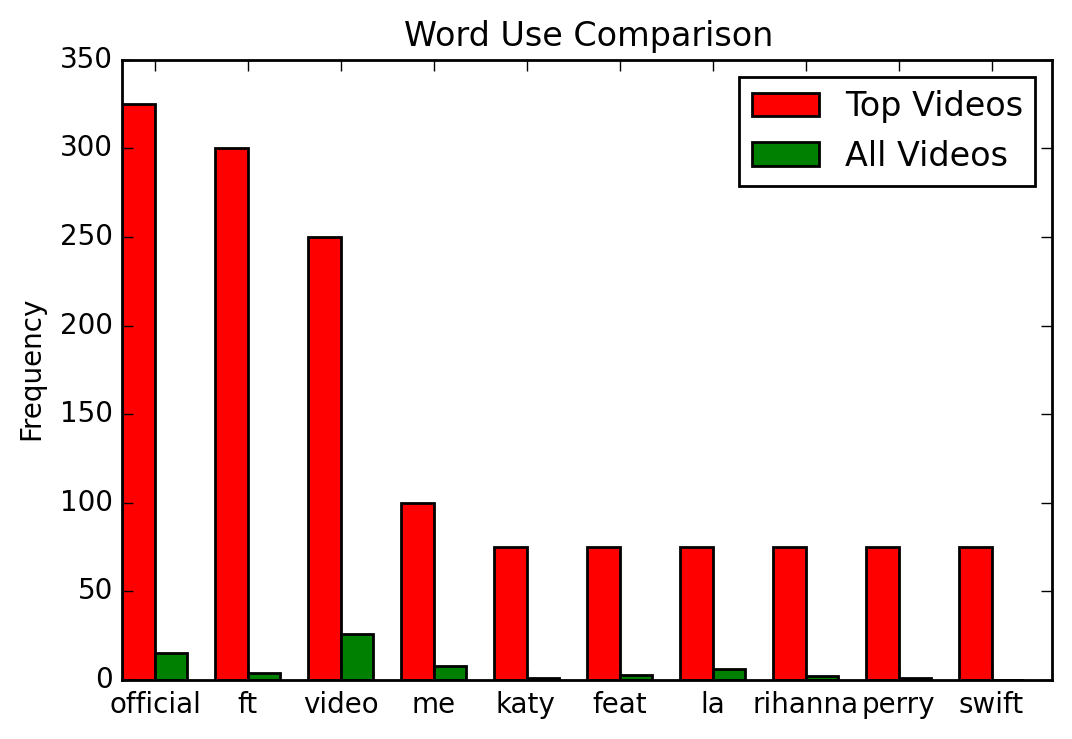 Word Use Comparison
350
300
250
200
150
100
50
0
Frequency
Top Videos
All Videos
official ft video me katy feat la rihanna perry swift